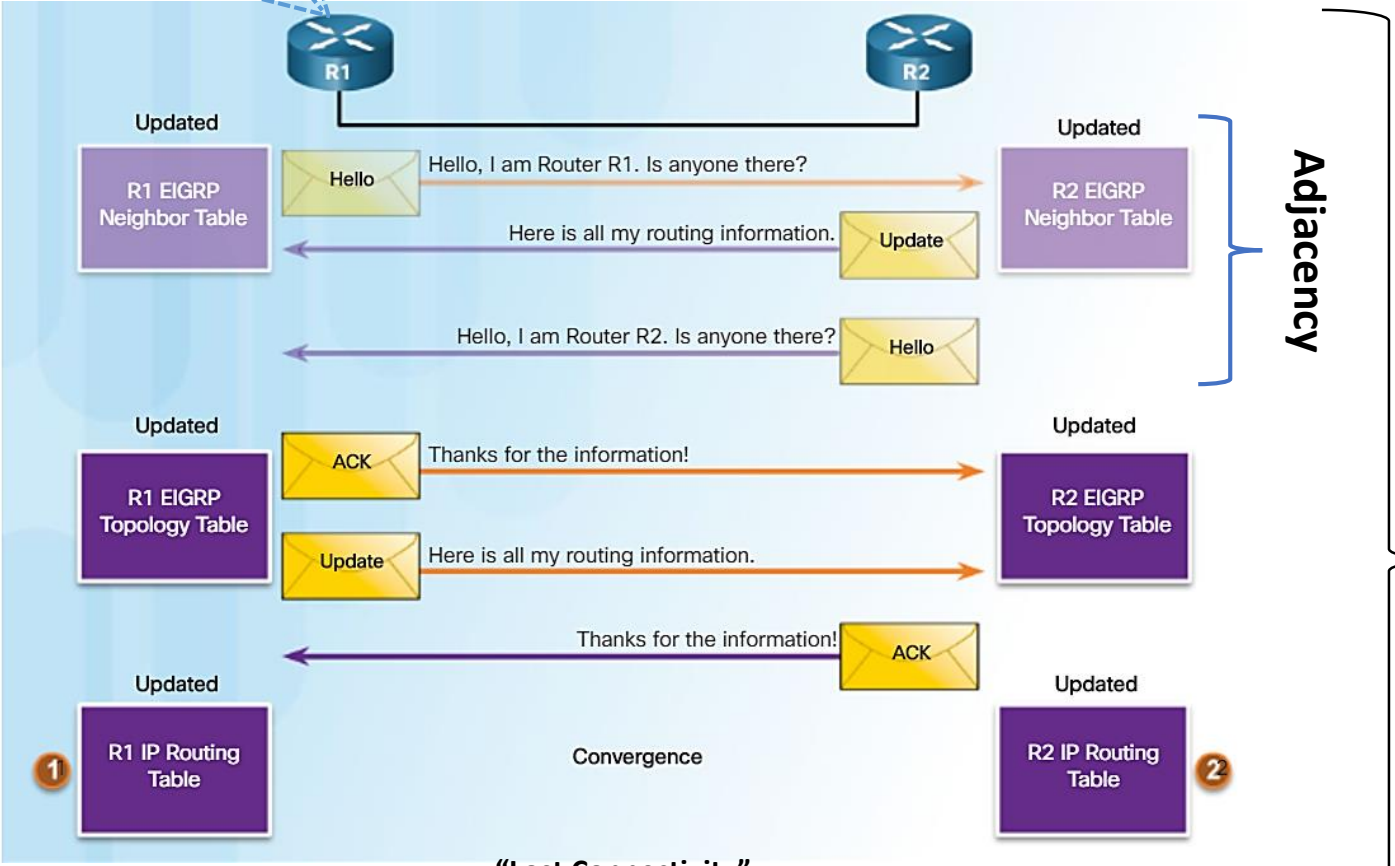 R1
R2
Updated
Updated
R1 EIGRP
Neighbor Table
Hello
Hello, I am Router R1. Is anyone there?
R2 EIGRP
Neighbor Table
Here is all my routing information.
Update
Hello, I am Router R2. Is anyone there?
Hello
Adjacency
Updated
Updated
R1 EIGRP
Topology Table
ACK
Thanks for the information!
R2 EIGRP
Topology Table
Update
Here is all my routing information.
Thanks for the information!
ACK
Updated
Updated
1
R1 IP Routing
Table
Convergence
R2 IP Routing
Table
2